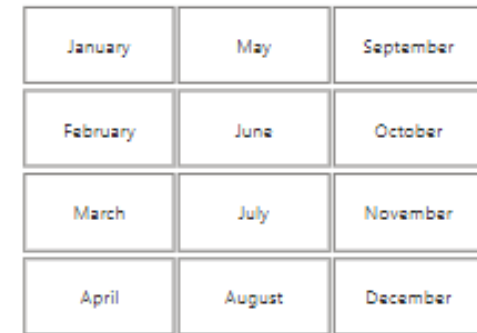 January May September
February June October
March July November
April August December